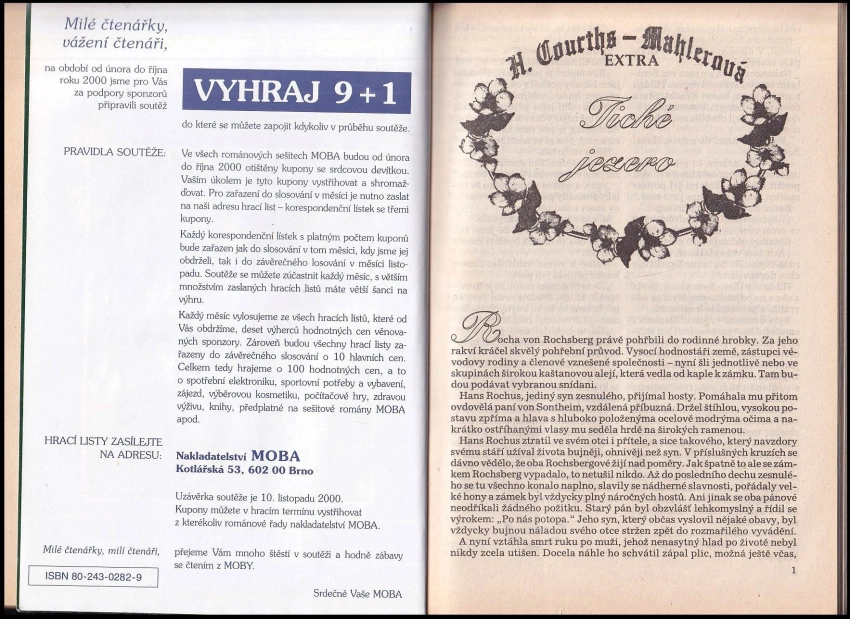 Milé čtenářky,
vážení čtenáři,
na období od února do října
roku 2000 jsme pro Vás
za podpory sponzorů
připravili soutěž
VYHRAJ 9+1
do které se můžete zapojit kdykoliv v průběhu soutěže.
PRAVIDLA SOUTĚŽE:
Ve všech románových sešitech MOBA budou od února
do října 2000 otištěny kupony se srdcovou devítkou.
Vaším úkolem je tyto kupony vystřihovat a shromaž-
ďovat. Pro zařazení do slosování v měsíci je nutno zaslat
na naši adresu hrací list – korespondenční lístek se třemi
kupony.
Každý korespondenční lístek s platným počtem kuponů
bude zařazen jak do slosování v tom měsíci, kdy jsme jej
obdrželi, tak i do závěrečného losování v měsíci listo-
padu. Soutěže se můžete zúčastnit každý měsíc, s větším
množstvím zaslaných hracích listů máte větší šanci na
výhru.
Každý měsíc vylosujeme ze všech hracích listů, které od
Vás obdržíme, deset výherců hodnotných cen věnova-
ných sponzory. Zároveň budou všechny hrací listy za-
řazeny do závěrečného slosování o 10 hlavních cen.
Celkem tedy hrajeme o 100 hodnotných cen, a to
o spotřební elektroniku, sportovní potřeby a vybavení,
zájezd, výběrovou kosmetiku, počítačové hry, zdravou
výživu, knihy, předplatné na sešitové romány MOBA
apod.
HRACÍ LISTY ZASÍLEJTE
NA ADRESU:
Nakladatelství MOBA
Kotlářská 53, 602 00 Brno
Uzávěrka soutěže je 10. listopadu 2000.
Kupony můžete v hracím termínu vystřihovat
z kterékoliv románové řady nakladatelství MOBA.
Milé čtenářky, milí čtenáři,
přejeme Vám mnoho štěstí v soutěži a hodně zábavy
se čtením z MOBY.
ISBN 80-243-0282-9
Srdečně Vaše MOBA
H. Courths – Mahlerová
EXTRA
Tiché
jezero
Rocha von Rochsberg právě pohřbili do rodinné hrobky. Za jeho
rakví kráčel skvělý pohřební průvod. Vysocí hodnostáři země, zástupci vé-
vodovy rodiny a členové vznešené společnosti – nyní šli jednotlivě nebo ve
skupinách širokou kaštanovou alejí, která vedla od kaple k zámku. Tam bu-
dou podávat vybranou snídani.
Hans Rochus, jediný syn zesnulého, přijímal hosty. Pomáhala mu přitom
ovdovělá paní von Sontheim, vzdálená příbuzná. Držel štíhlou, vysokou po-
stavu zpříma a hlava s hluboko položenýma ocelově modrýma očima a na-
krátko ostříhanými vlasy mu seděla hrdě na širokých ramenou.
Hans Rochus ztratil ve svém otci i přítele, a sice takového, který navzdory
svému stáří užíval života bujněji, ohnivěji než syn. V příslušných kruzích se
dávno vědělo, že oba Rochsbergové žijí nad poměry. Jak špatně to ale se zám-
kem Rochsberg vypadalo, to netušil nikdo. Až do posledního dechu zesnulé-
ho se tu všechno konalo naplno, slavily se nádherné slavnosti, pořádaly vel-
ké hony a zámek byl vždycky plný náročných hostů. Ani jinak se oba pánové
neodříkali žádného požitku. Starý pán byl obzvlášť lehkomyslný a řídil se
výrokem: „Po nás potopa.“ Jeho syn, který občas vyslovil nějaké obavy, byl
vždycky bujnou náladou svého otce stržen zpět do rozmařilého vyvádění.
A nyní vztáhla smrt ruku po muži, jehož nenasytný hlad po životě nebyl
nikdy zcela utišen. Docela náhle ho schvátil zápal plic, možná ještě včas,
1